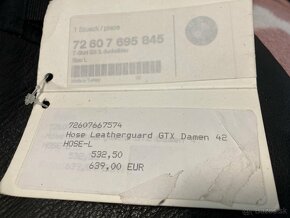 1 Stueck / piece
72 60 7 695 845
72607667574
Hose Leatherguard GTX Damen 42
HOSE-L
532,50
639,00 EUR